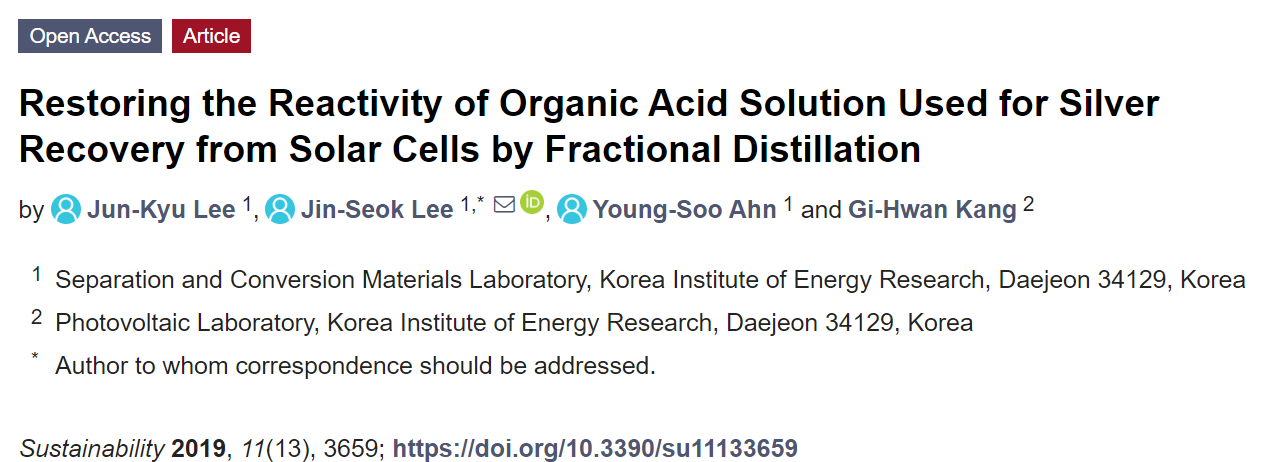 Open Access Article
Restoring the Reactivity of Organic Acid Solution Used for Silver
Recovery from Solar Cells by Fractional Distillation
by Jun-Kyu Lee 1, Jin-Seok Lee 1,* iD, Young-Soo Ahn 1 and Gi-Hwan Kang 2
1 Separation and Conversion Materials Laboratory, Korea Institute of Energy Research, Daejeon 34129, Korea
2 Photovoltaic Laboratory, Korea Institute of Energy Research, Daejeon 34129, Korea
* Author to whom correspondence should be addressed.
Sustainability 2019, 11(13), 3659; https://doi.org/10.3390/su11133659